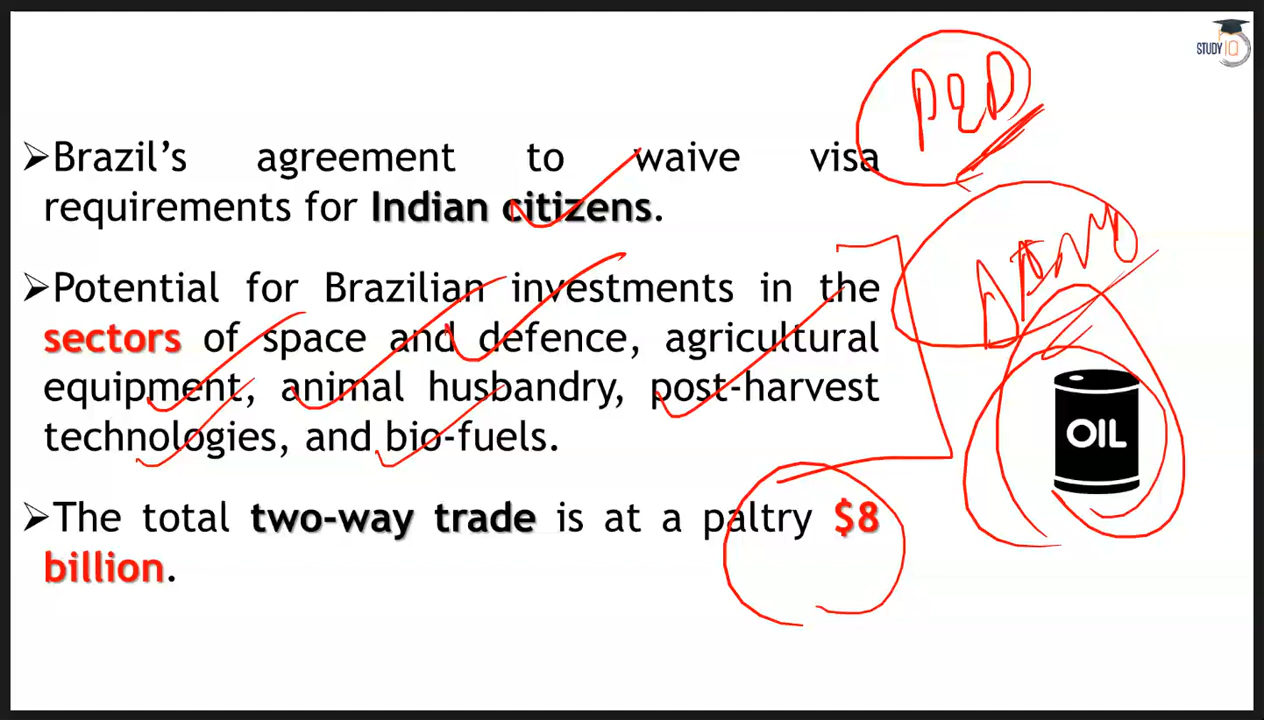 STUDY IQ
➢Brazil’s agreement to waive visa
requirements for Indian citizens.
➢Potential for Brazilian investments in the
sectors of space and defence, agricultural
equipment, animal husbandry, post-harvest
technologies, and bio-fuels.
OIL
➢The total two-way trade is at a paltry $8
billion.